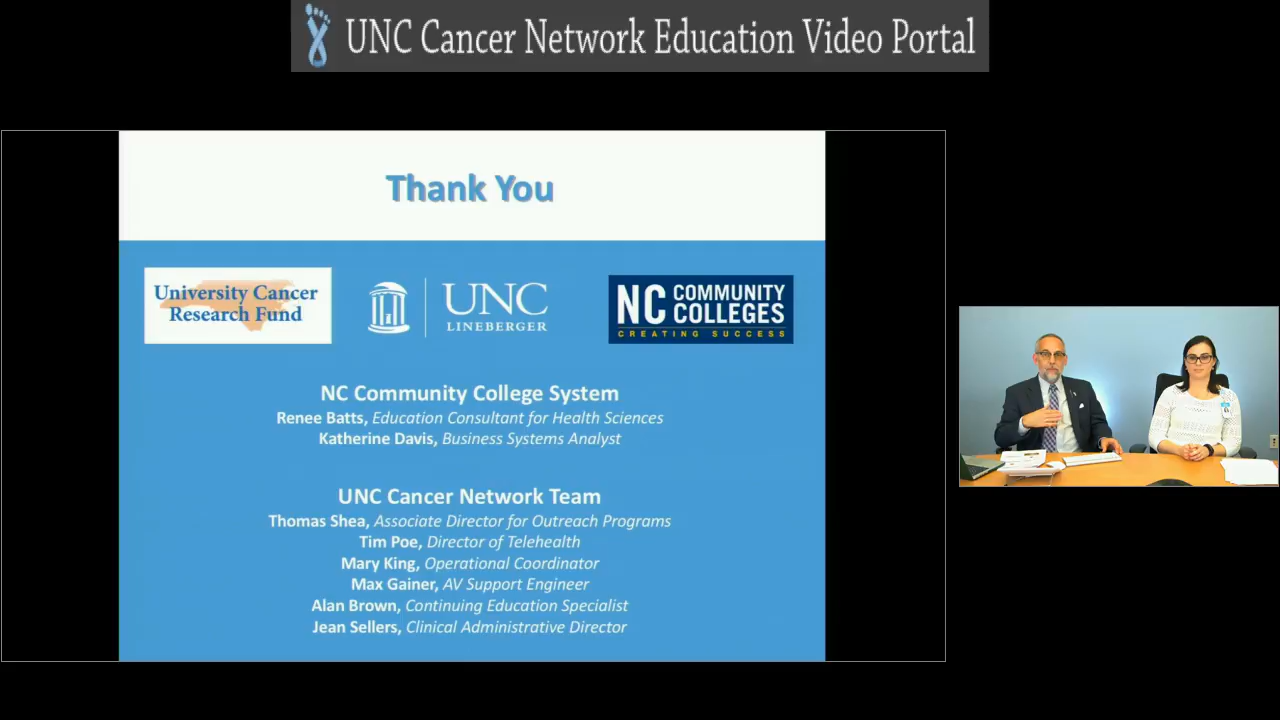 UNC Cancer Network Education Video Portal
Thank You
University Cancer
Research Fund
UNC
LINEBERGER
NC COMMUNITY
COLLEGES
CREATING SUCCESS
NC Community College System
Renee Batts, Education Consultant for Health Sciences
Katherine Davis, Business Systems Analyst
UNC Cancer Network Team
Thomas Shea, Associate Director for Outreach Programs
Tim Poe, Director of Telehealth
Mary King, Operational Coordinator
Max Gainer, AV Support Engineer
Alan Brown, Continuing Education Specialist
Jean Sellers, Clinical Administrative Director